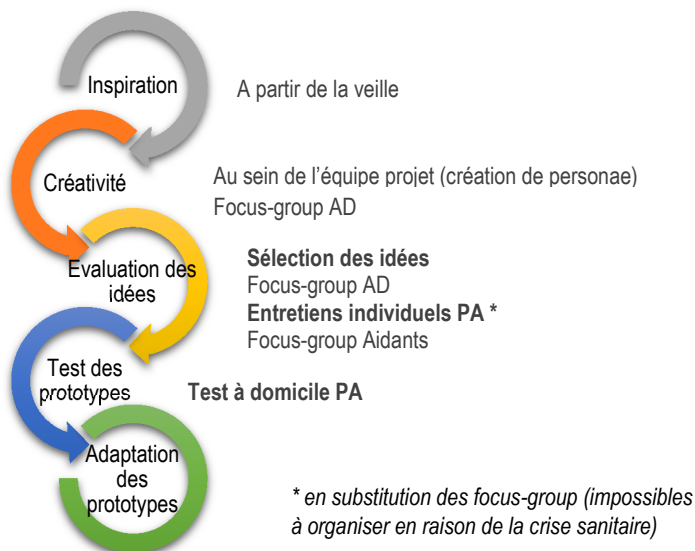 Inspiration
A partir de la veille
Créativité
Au sein de l'équipe projet (création de personae)
Focus-group AD
Evaluation des
idées
Sélection des idées
Focus-group AD
Entretiens individuels PA *
Focus-group Aidants
Test des
prototypes
Test à domicile PA
Adaptation
des
prototypes
* en substitution des focus-group (impossibles
à organiser en raison de la crise sanitaire)